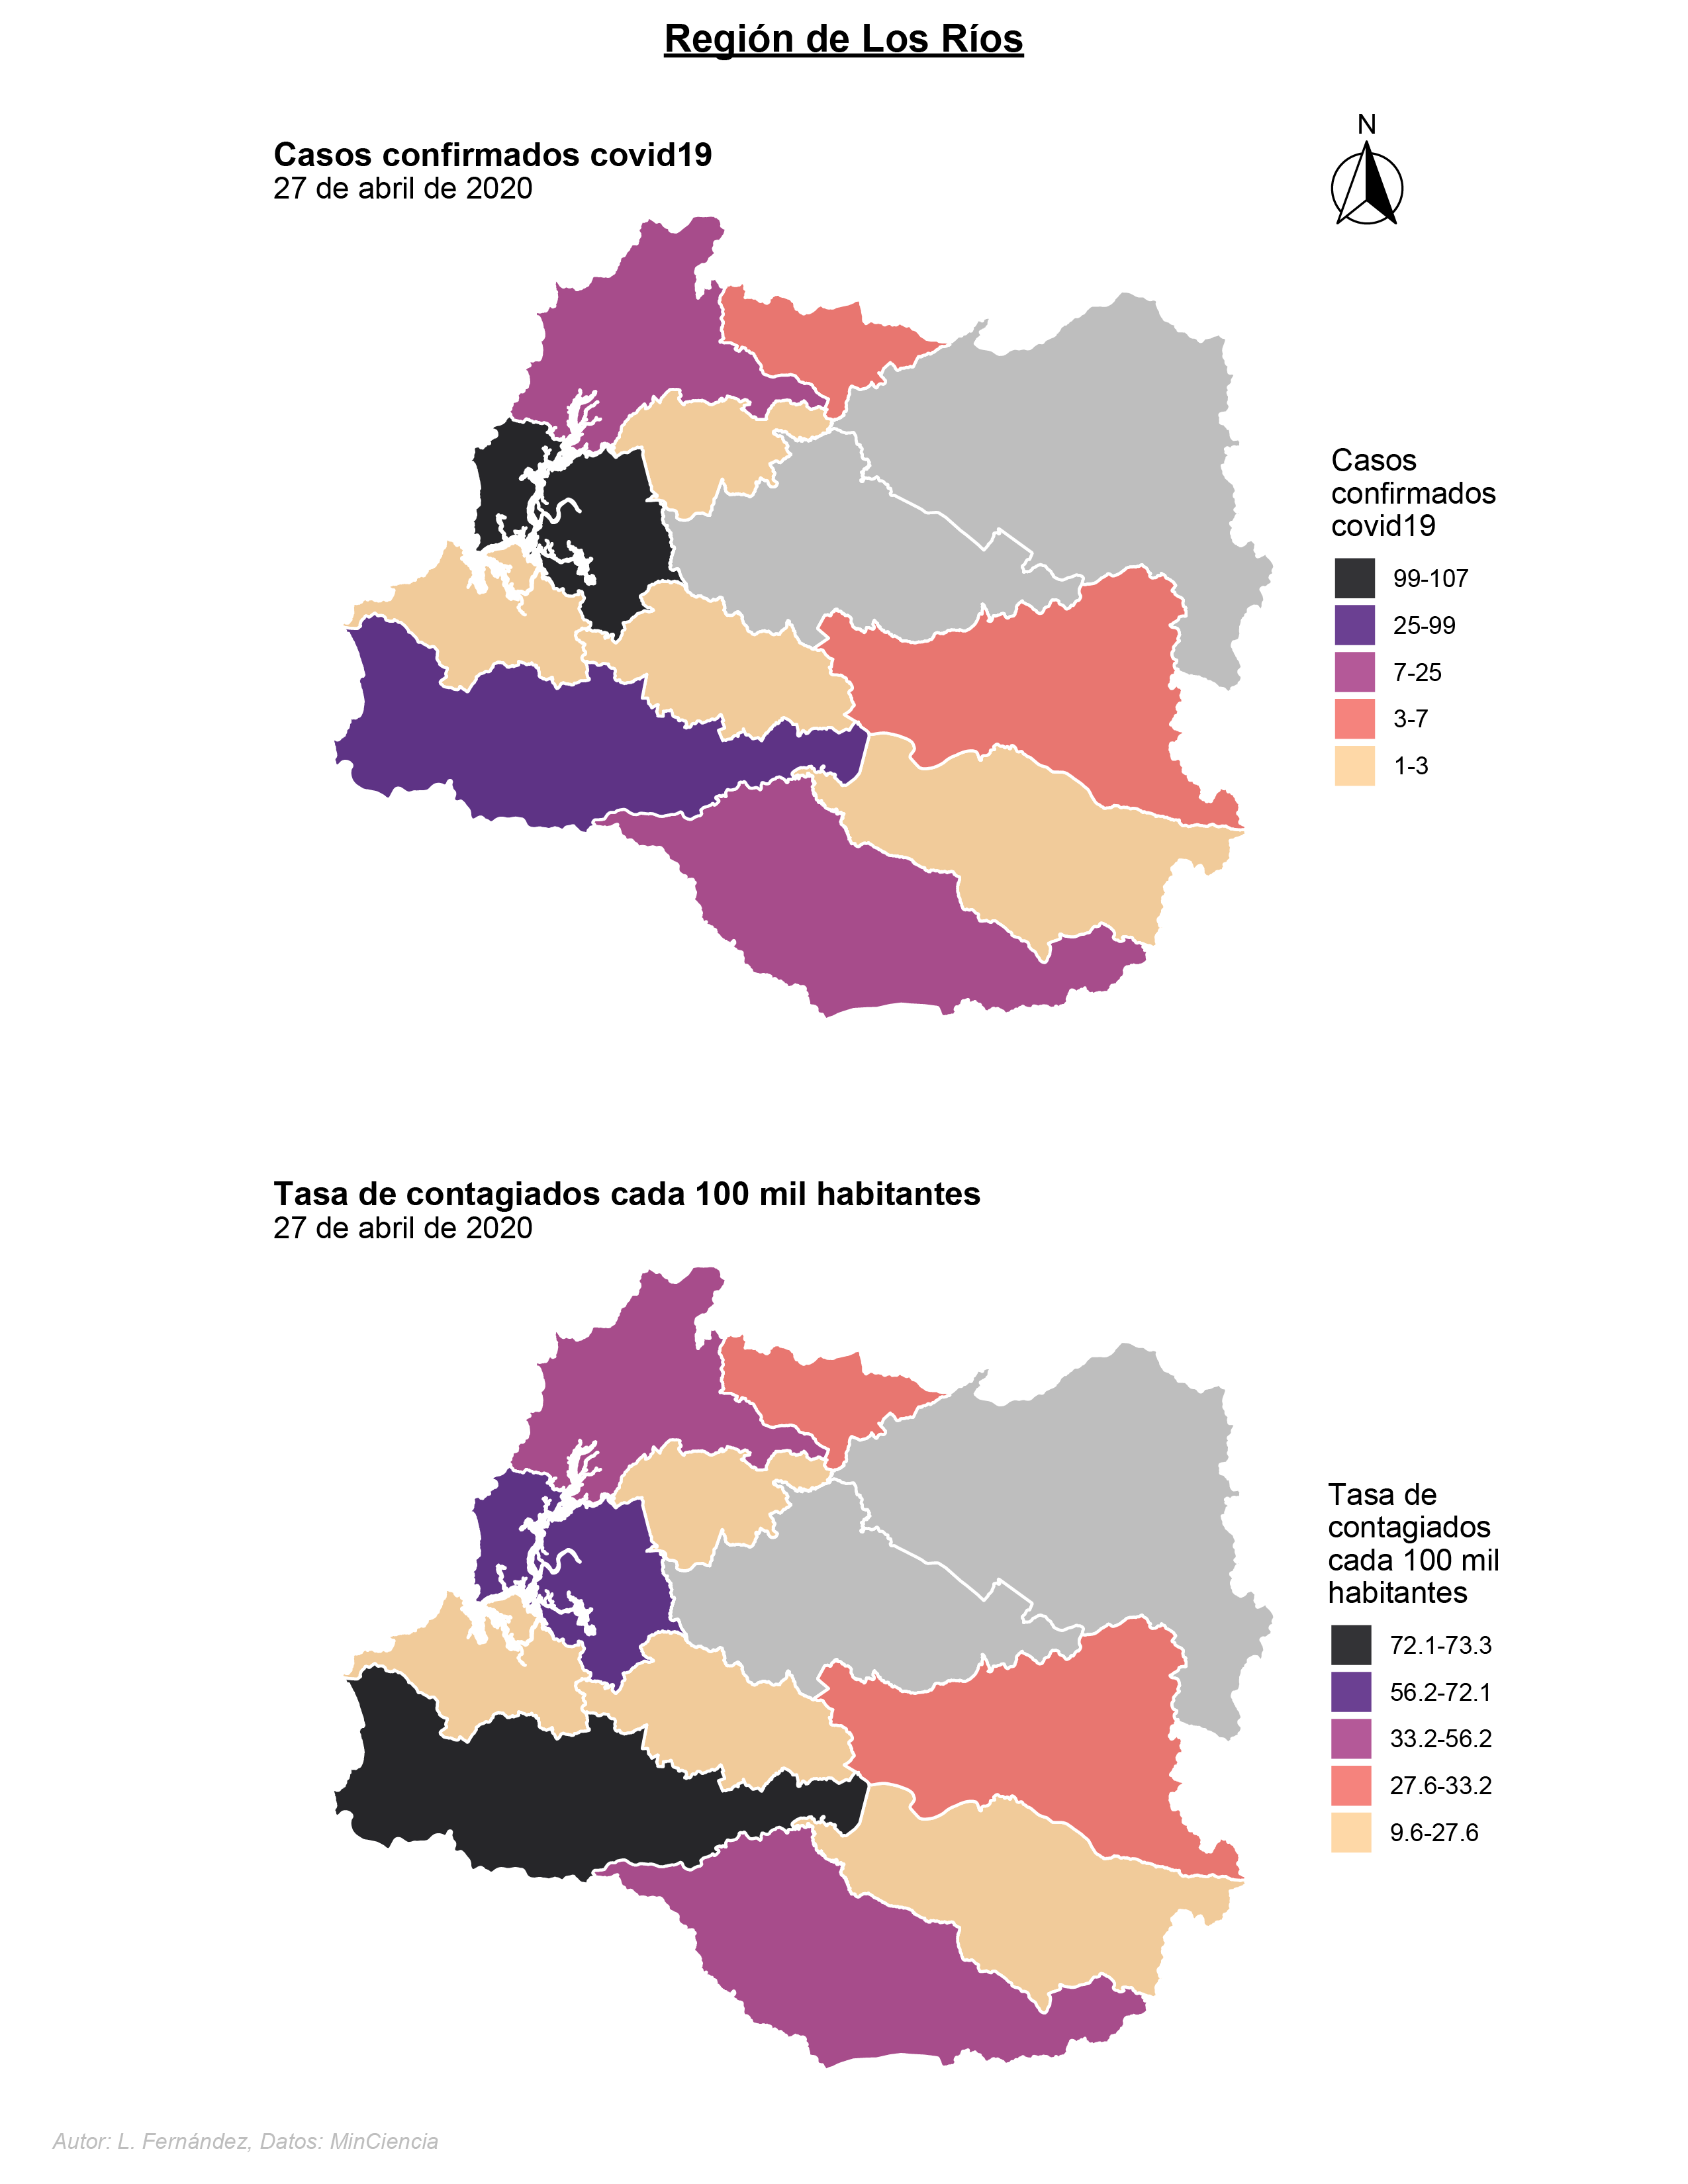 Región de Los Ríos
N
Casos confirmados covid19
27 de abril de 2020
Casos
confirmados
covid19
99-107
25-99
7-25
3-7
1-3
Tasa de contagiados cada 100 mil habitantes
27 de abril de 2020
Tasa de
contagiados
cada 100 mil
habitantes
72.1-73.3
56.2-72.1
33.2-56.2
27.6-33.2
9.6-27.6
Autor: L. Fernández, Datos: MinCiencia